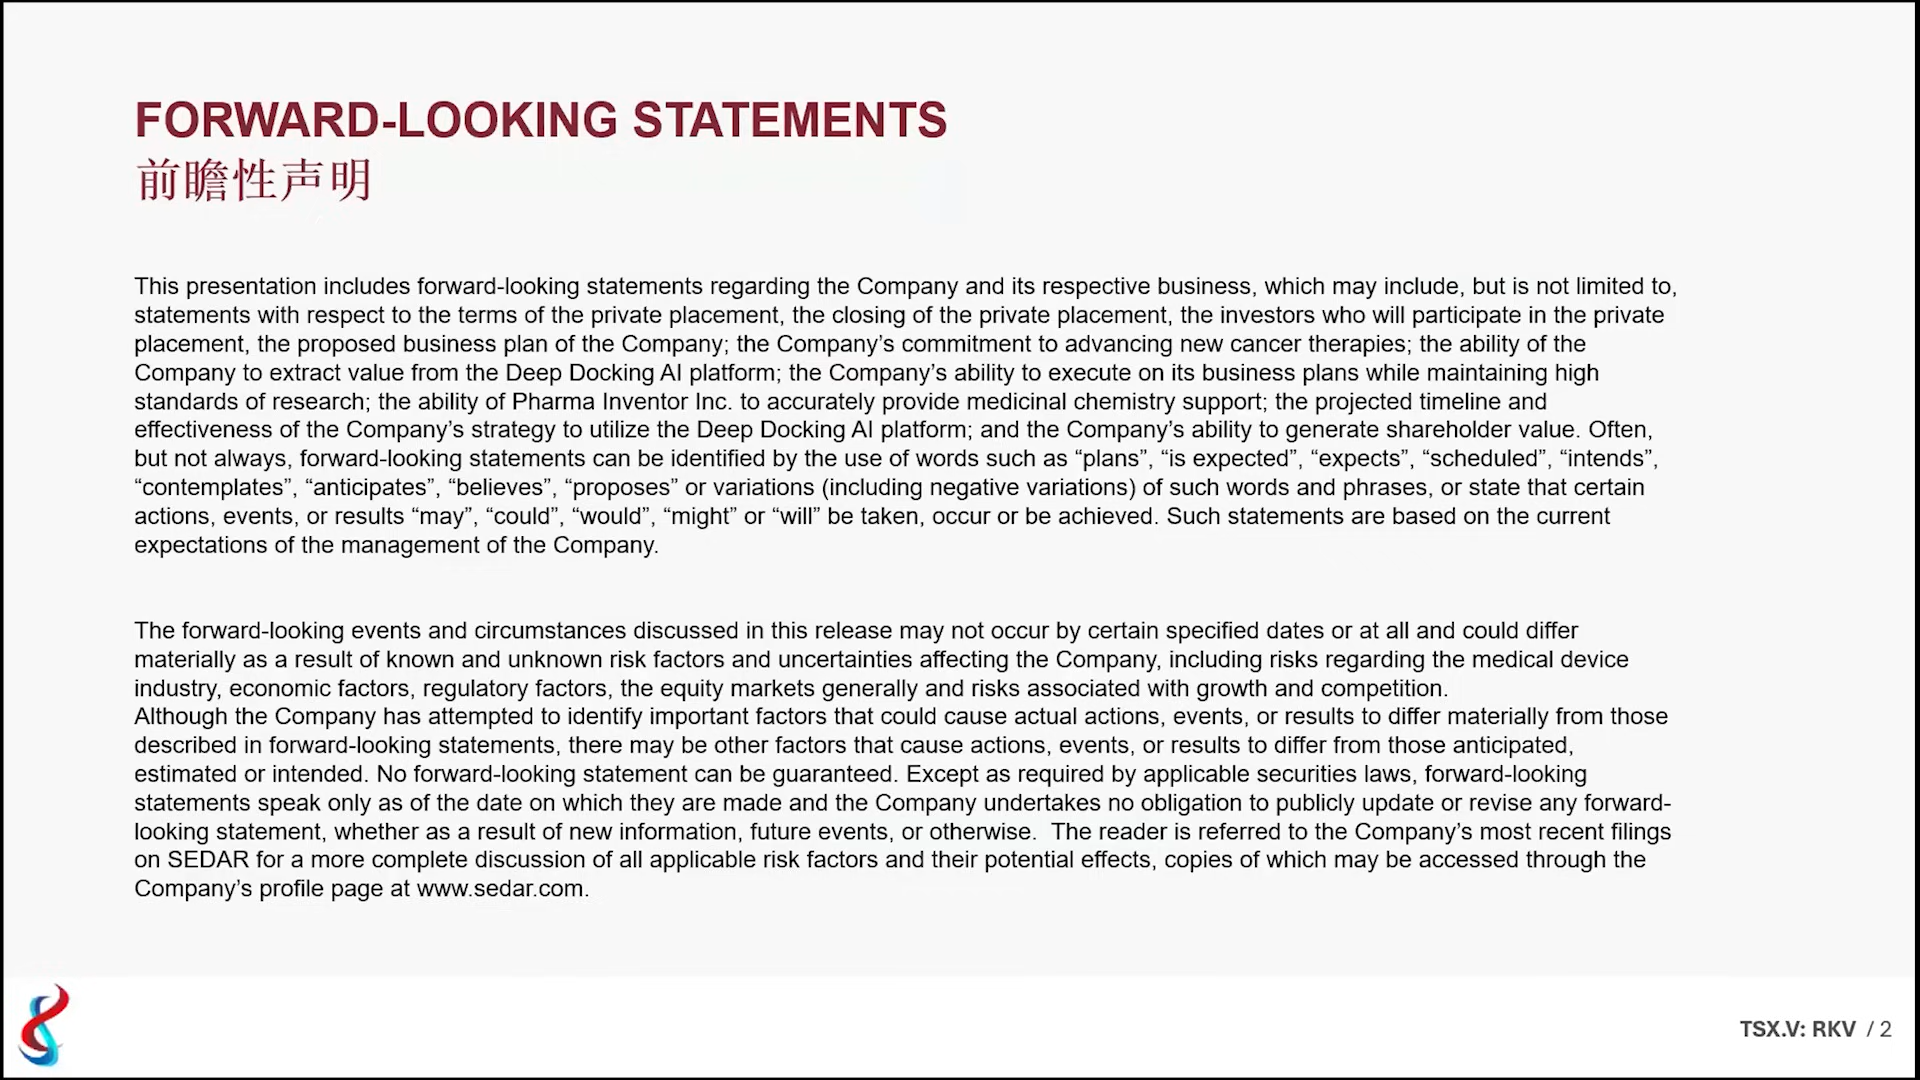 FORWARD-LOOKING STATEMENTS
前瞻性声明
This presentation includes forward-looking statements regarding the Company and its respective business, which may include, but is not limited to,
statements with respect to the terms of the private placement, the closing of the private placement, the investors who will participate in the private
placement, the proposed business plan of the Company; the Company’s commitment to advancing new cancer therapies; the ability of the
Company to extract value from the Deep Docking AI platform; the Company’s ability to execute on its business plans while maintaining high
standards of research; the ability of Pharma Inventor Inc. to accurately provide medicinal chemistry support; the projected timeline and
effectiveness of the Company’s strategy to utilize the Deep Docking AI platform; and the Company’s ability to generate shareholder value. Often,
but not always, forward-looking statements can be identified by the use of words such as “plans”, “is expected”, “expects”, “scheduled”, “intends”,
“contemplates”, “anticipates”, “believes”, “proposes” or variations (including negative variations) of such words and phrases, or state that certain
actions, events, or results “may”, “could”, “would”, “might” or “will” be taken, occur or be achieved. Such statements are based on the current
expectations of the management of the Company.
The forward-looking events and circumstances discussed in this release may not occur by certain specified dates or at all and could differ
materially as a result of known and unknown risk factors and uncertainties affecting the Company, including risks regarding the medical device
industry, economic factors, regulatory factors, the equity markets generally and risks associated with growth and competition.
Although the Company has attempted to identify important factors that could cause actual actions, events, or results to differ materially from those
described in forward-looking statements, there may be other factors that cause actions, events, or results to differ from those anticipated,
estimated or intended. No forward-looking statement can be guaranteed. Except as required by applicable securities laws, forward-looking
statements speak only as of the date on which they are made and the Company undertakes no obligation to publicly update or revise any forward-
looking statement, whether as a result of new information, future events, or otherwise.  The reader is referred to the Company’s most recent filings
on SEDAR for a more complete discussion of all applicable risk factors and their potential effects, copies of which may be accessed through the
Company’s profile page at www.sedar.com.
TSX.V: RKV / 2